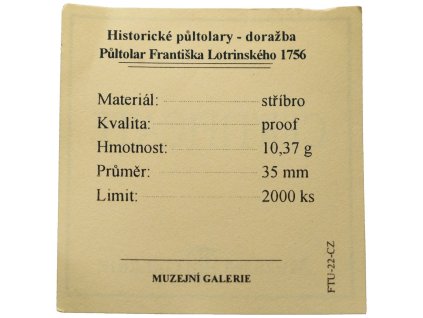 Historické půltolary - doražba
Půltolar Františka Lotrinského 1756
Materiál: stříbro
Kvalita: proof
Hmotnost: 10,37 g
Průměr: 35 mm
Limit: 2000 ks
MUZEJNÍ GALERIE
FTU-22-CZ